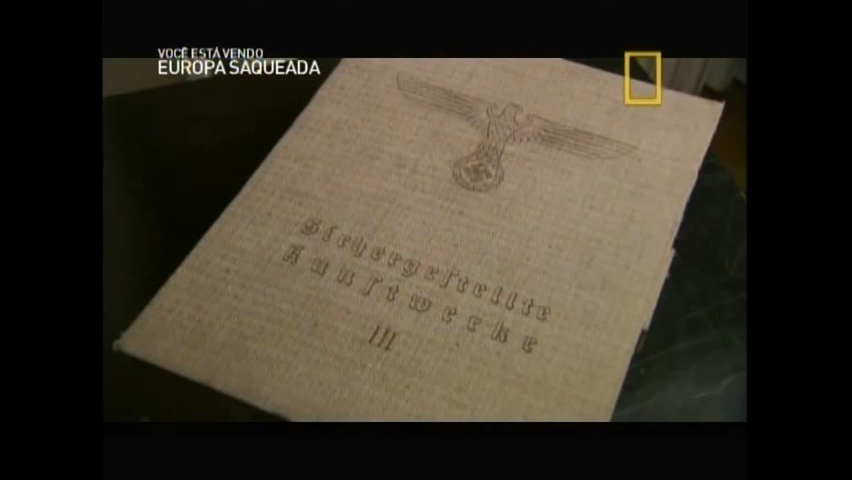 VOCÊ ESTÁ VENDO
EUROPA SAQUEADA
Sichergestellte
Kunstwerke
III